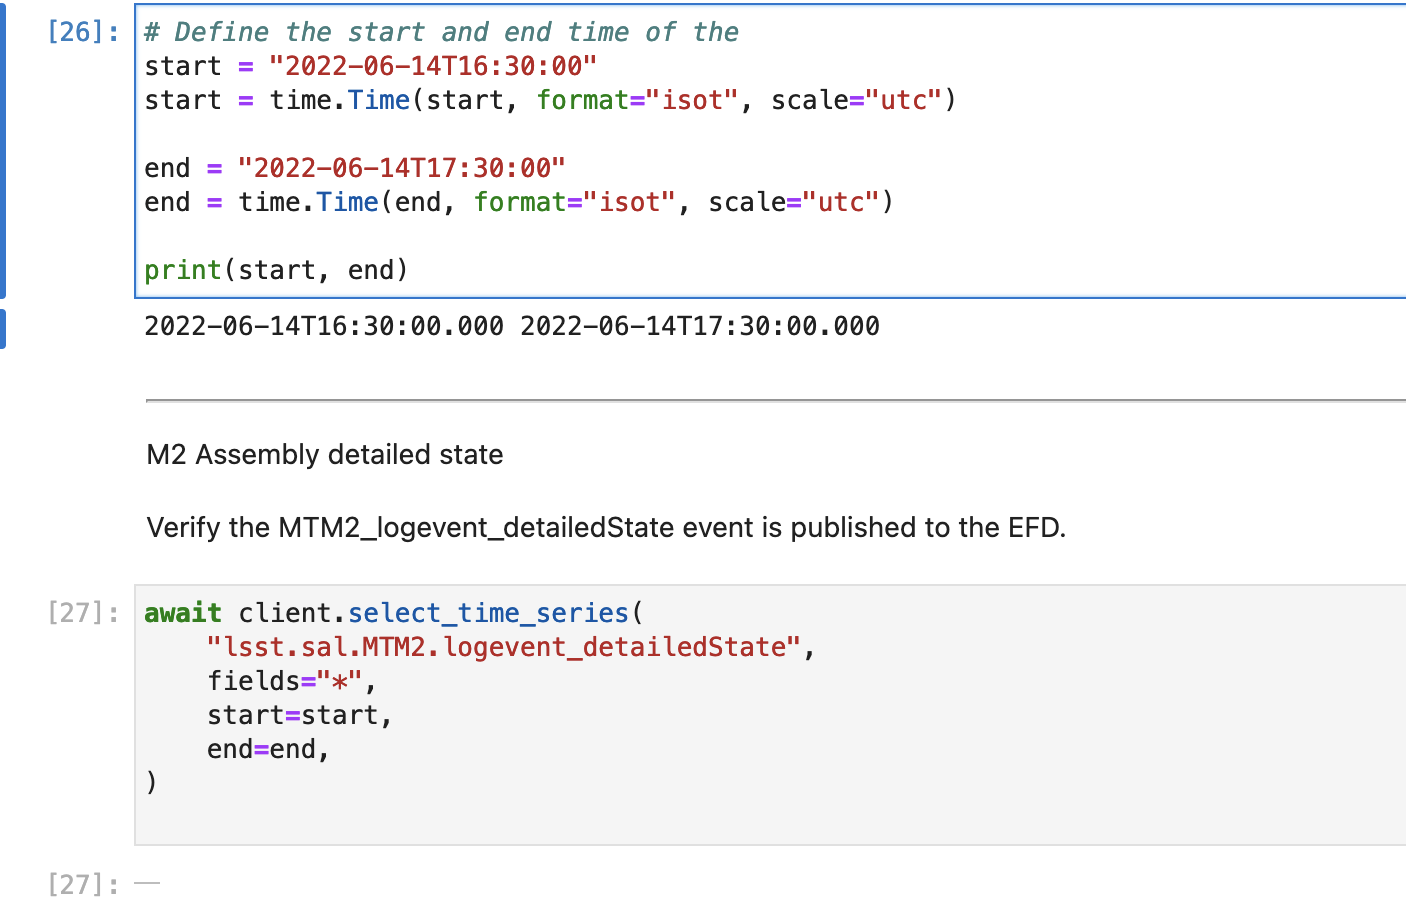 [26]: # Define the start and end time of the
start = "2022-06-14T16:30:00"
start = time.Time(start, format="isot", scale="utc")
end = "2022-06-14T17:30:00"
end = time.Time(end, format="isot", scale="utc")
print(start, end)
2022-06-14T16:30:00.000 2022-06-14T17:30:00.000
M2 Assembly detailed state
Verify the MTM2_logevent_detailedState event is published to the EFD.
[27]: await client.select_time_series(
"lsst.sal.MTM2.logevent_detailedState",
fields="*",
start=start,
end=end,
)
[27]: —